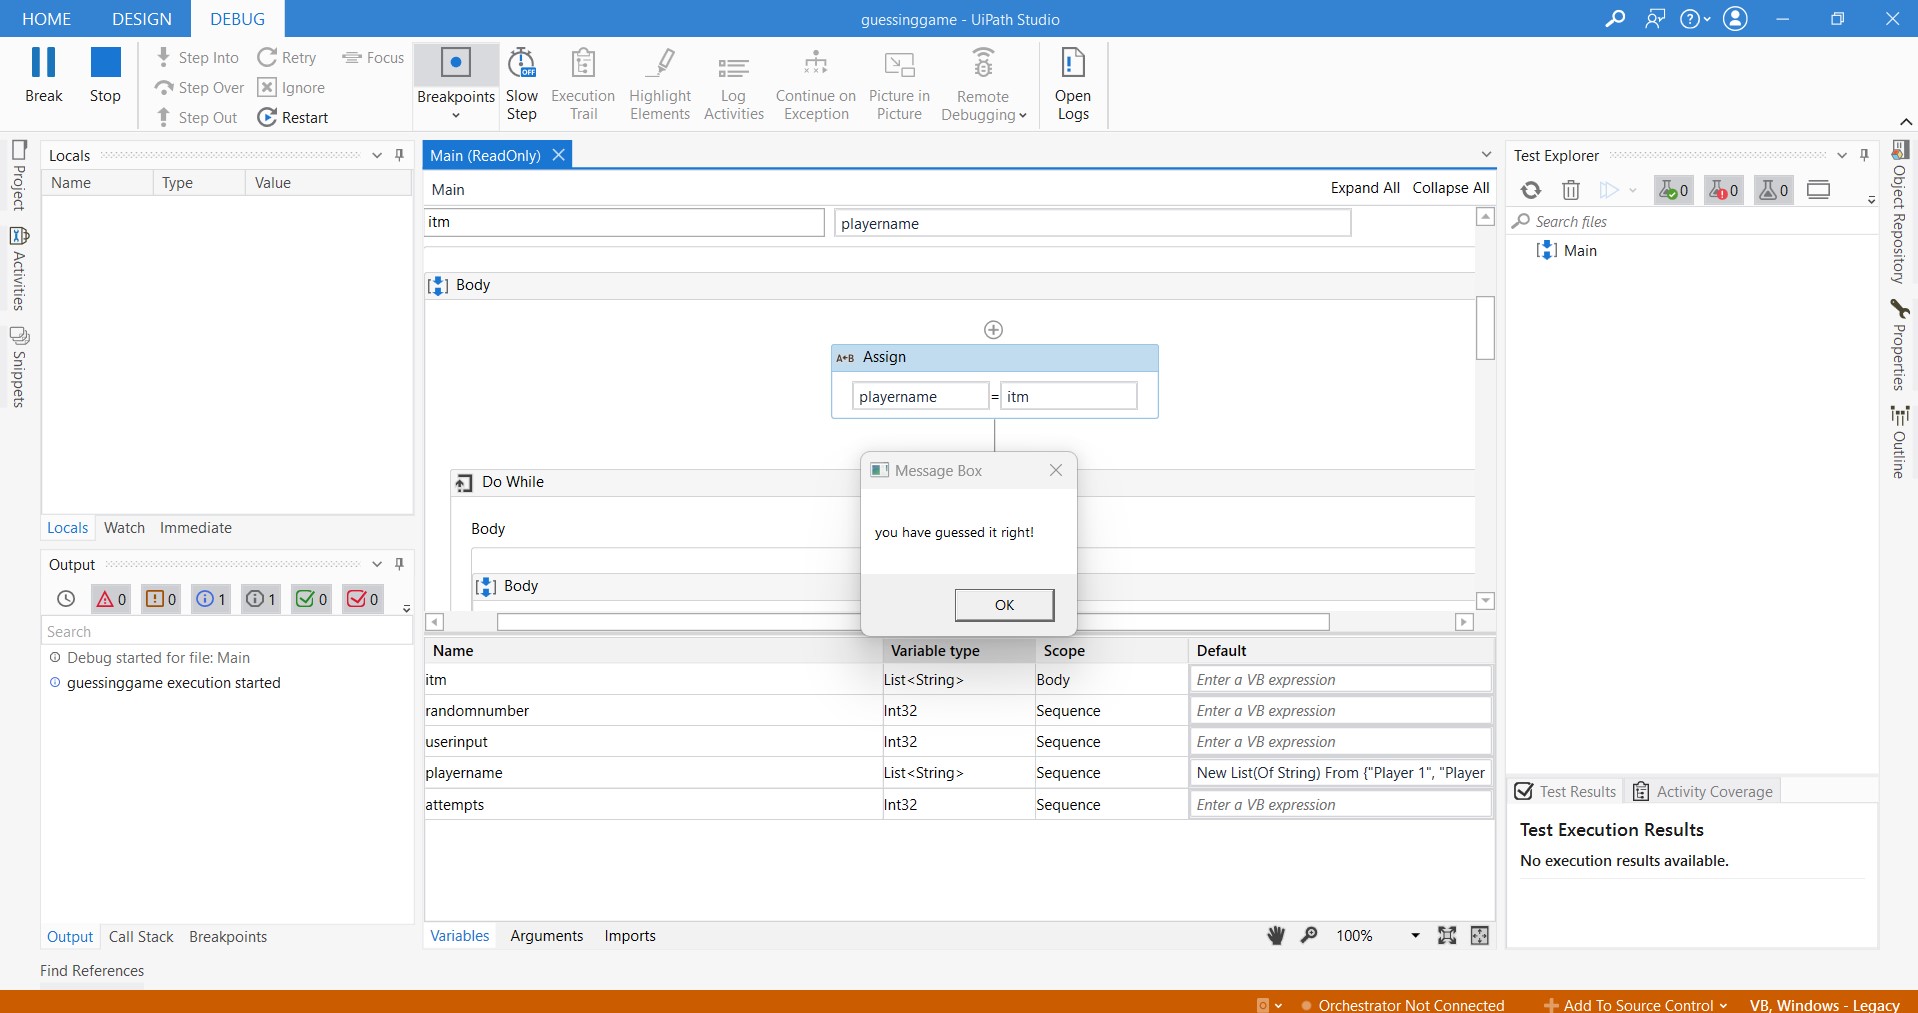 HOME DESIGN DEBUG
guessinggame - UiPath Studio
Break
Stop
Step Into
Step Over
Step Out
Retry
Ignore
Restart
Focus
Breakpoints
Slow Step
OFF
Execution Trail
Highlight Elements
Log Activities
Continue on Exception
Picture in Picture
Remote Debugging
Open Logs
Project
Activities
Snippets
Locals
Name Type Value
Locals Watch Immediate
Output
0 0 1 1 0 0
Search
Debug started for file: Main
guessinggame execution started
Output Call Stack Breakpoints
Find References
Main (ReadOnly)
Main
Expand All Collapse All
itm
playername
Body
A+B Assign
playername = itm
Do While
Body
Body
Message Box
you have guessed it right!
OK
Name Variable type Scope Default
itm List<String> Body Enter a VB expression
randomnumber Int32 Sequence Enter a VB expression
userinput Int32 Sequence Enter a VB expression
playername List<String> Sequence New List(Of String) From {"Player 1", "Player
attempts Int32 Sequence Enter a VB expression
Variables Arguments Imports
100%
Test Explorer
0 0 0
Search files
Main
Test Results Activity Coverage
Test Execution Results
No execution results available.
Object Repository
Properties
Outline
Orchestrator Not Connected
Add To Source Control
VB, Windows - Legacy